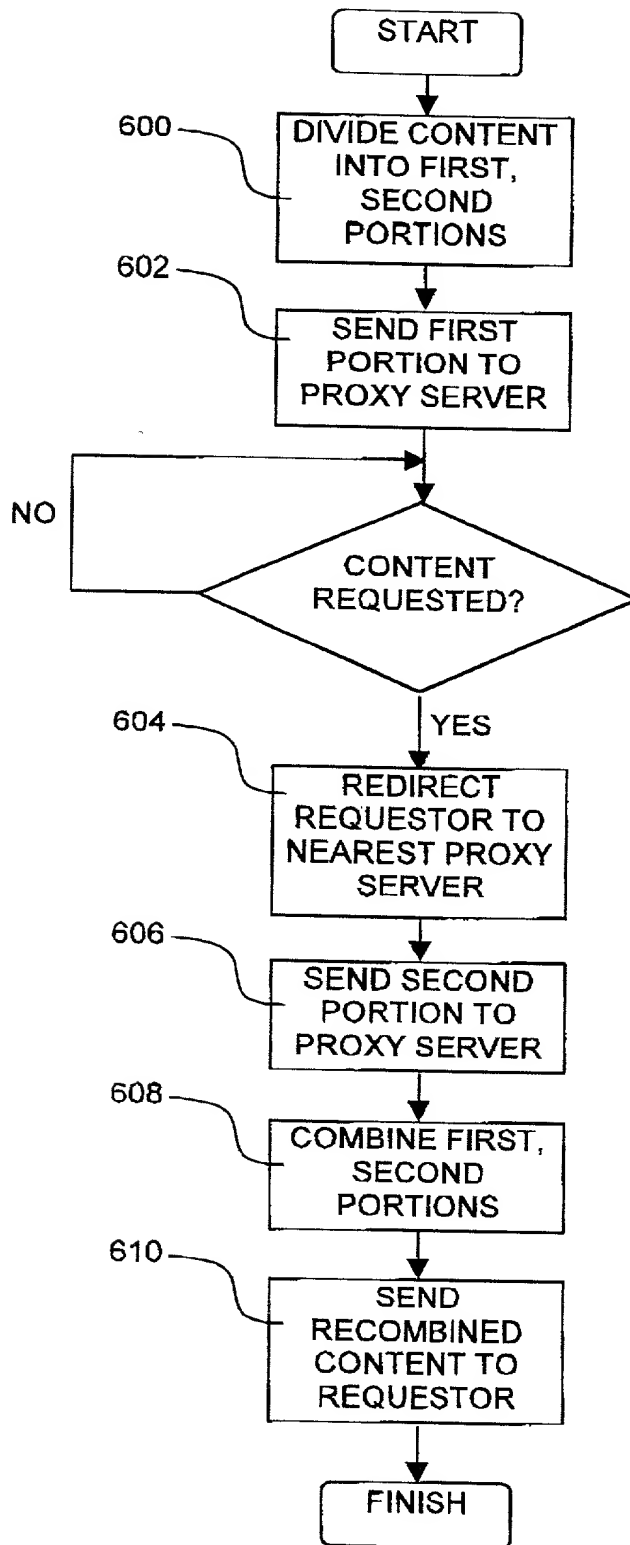 START
600
DIVIDE CONTENT
INTO FIRST,
SECOND
PORTIONS
602
SEND FIRST
PORTION TO
PROXY SERVER
NO
CONTENT
REQUESTED?
YES
604
REDIRECT
REQUESTOR TO
NEAREST PROXY
SERVER
606
SEND SECOND
PORTION TO
PROXY SERVER
608
COMBINE FIRST,
SECOND
PORTIONS
610
SEND
RECOMBINED
CONTENT TO
REQUESTOR
FINISH